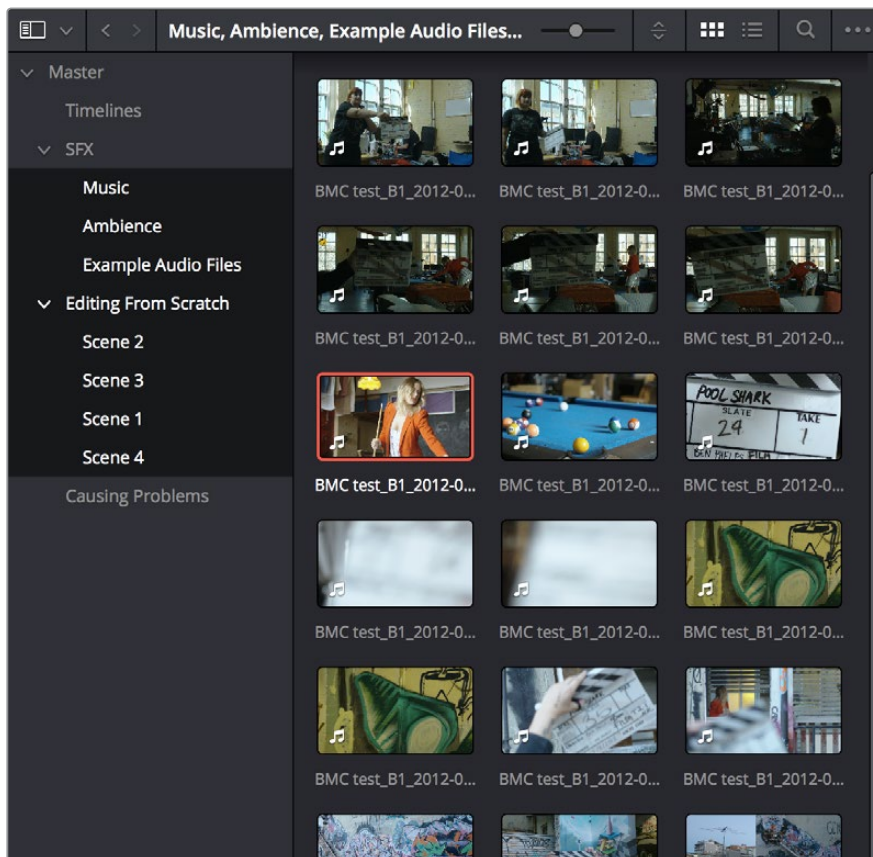 Music, Ambience, Example Audio Files...
Master
Timelines
SFX
Music
Ambience
Example Audio Files
Editing From Scratch
Scene 2
Scene 3
Scene 1
Scene 4
Causing Problems
BMC test_B1_2012-0... BMC test_B1_2012-0... BMC test_B1_2012-0...
BMC test_B1_2012-0... BMC test_B1_2012-0... BMC test_B1_2012-0...
POOL SHARK
SLATE TAKE
29 1
FILM
BMC test_B1_2012-0... BMC test_B1_2012-0... BMC test_B1_2012-0...
BMC test_B1_2012-0... BMC test_B1_2012-0... BMC test_B1_2012-0...
BMC test_B1_2012-0... BMC test_B1_2012-0... BMC test_B1_2012-0...